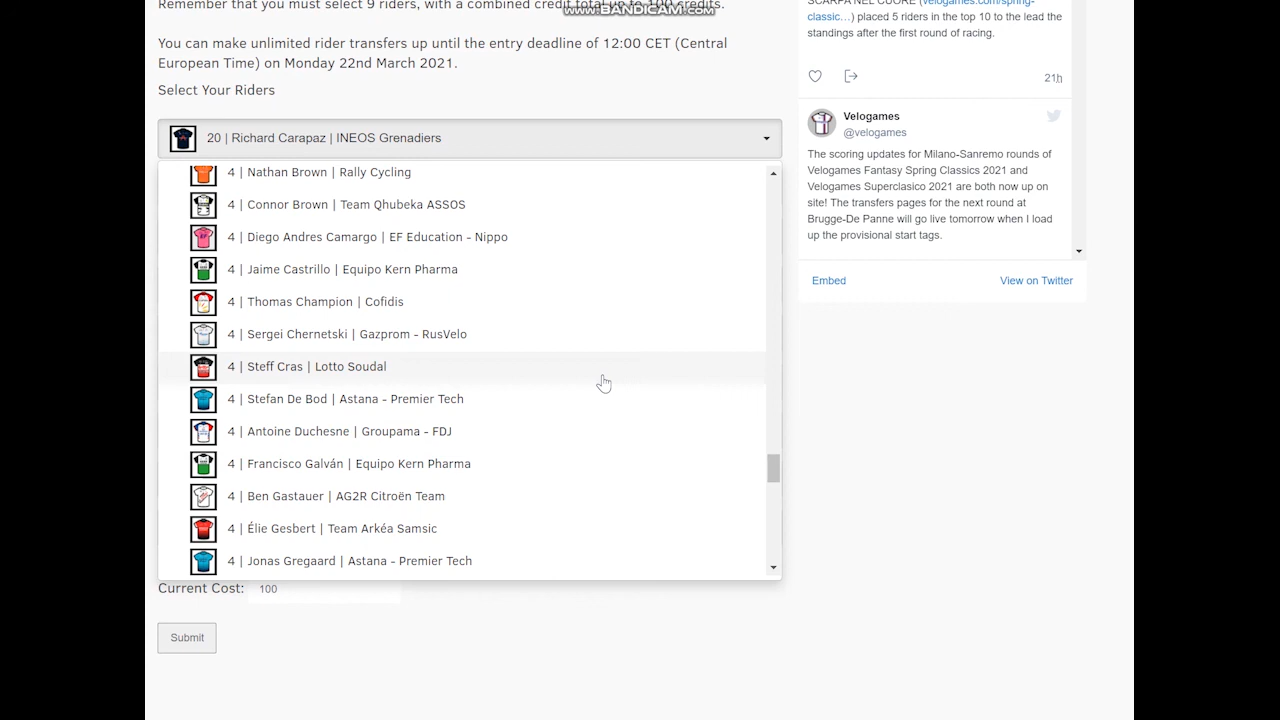 Remember that you must select 9 riders, with a combined credit total up to 100 credits.
www.BANDICAM.com
You can make unlimited rider transfers up until the entry deadline of 12:00 CET (Central
European Time) on Monday 22nd March 2021.
Select Your Riders
20 | Richard Carapaz | INEOS Grenadiers
4 | Nathan Brown | Rally Cycling
4 | Connor Brown | Team Qhubeka ASSOS
4 | Diego Andres Camargo | EF Education - Nippo
4 | Jaime Castrillo | Equipo Kern Pharma
4 | Thomas Champion | Cofidis
4 | Sergei Chernetski | Gazprom - RusVelo
4 | Steff Cras | Lotto Soudal
4 | Stefan De Bod | Astana - Premier Tech
4 | Antoine Duchesne | Groupama - FDJ
4 | Francisco Galván | Equipo Kern Pharma
4 | Ben Gastauer | AG2R Citroën Team
4 | Élie Gesbert | Team Arkéa Samsic
4 | Jonas Gregaard | Astana - Premier Tech
Current Cost: 100
Submit
SCARPA NEL CUORE (velogames.com/spring-
classic…) placed 5 riders in the top 10 to the lead the
standings after the first round of racing.
21h
Velogames
@velogames
The scoring updates for Milano-Sanremo rounds of
Velogames Fantasy Spring Classics 2021 and
Velogames Superclasico 2021 are both now up on
site! The transfers pages for the next round at
Brugge-De Panne will go live tomorrow when I load
up the provisional start tags.
Embed
View on Twitter